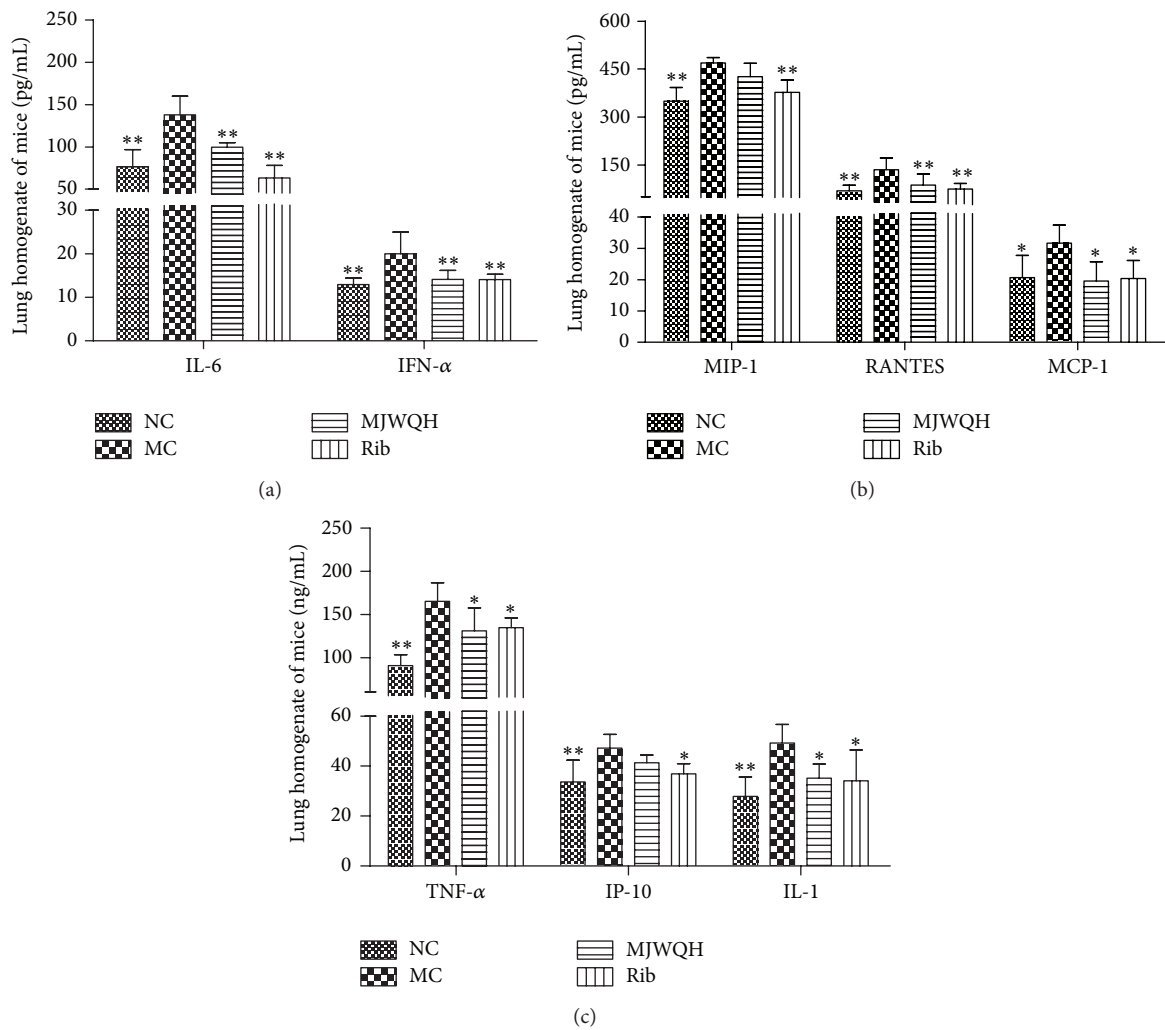 Lung homogenate of mice (pg/mL)
250
200
150
100
50
30
20
10
0
** ** **
** ** **
IL-6 IFN-α
NC MJWQH
MC Rib
(a)
Lung homogenate of mice (pg/mL)
600
450
300
150
40
30
20
10
0
** **
** ** **
* * *
MIP-1 RANTES MCP-1
NC MJWQH
MC Rib
(b)
Lung homogenate of mice (ng/mL)
250
200
150
100
60
40
20
0
** * *
** *
** * *
TNF-α IP-10 IL-1
NC MJWQH
MC Rib
(c)